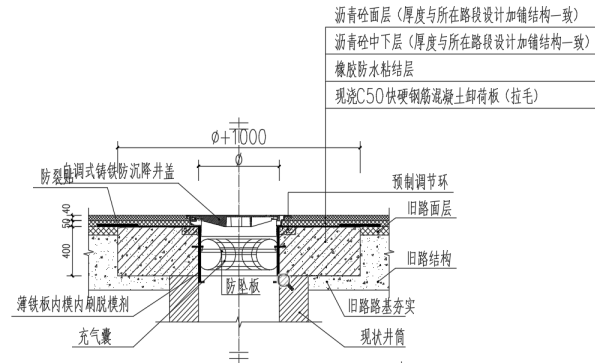 沥青砼面层（厚度与所在路段设计加铺结构一致）
沥青砼中下层（厚度与所在路段设计加铺结构一致）
橡胶防水粘结层
现浇C50快硬钢筋混凝土卸荷板（拉毛）
ø+1000
ø
自调式铸铁防沉降井盖
防裂贴
预制调节环
旧路面层
40
50
400
旧路结构
防坠板
薄铁板内模内刷脱模剂
旧路路基夯实
充气囊
现状井筒